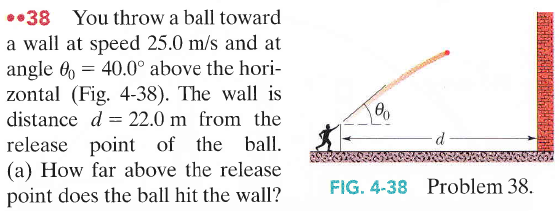 ••38 You throw a ball toward
a wall at speed 25.0 m/s and at
angle θ₀ = 40.0° above the hori-
zontal (Fig. 4-38). The wall is
distance d = 22.0 m from the
release point of the ball.
(a) How far above the release
point does the ball hit the wall?
θ₀
d
FIG. 4-38 Problem 38.